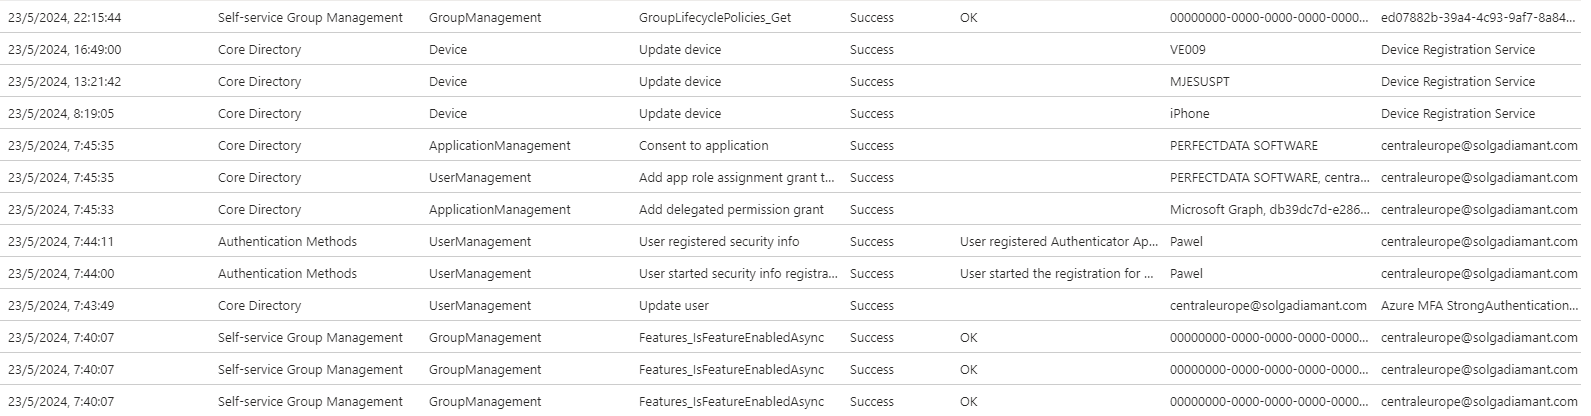 23/5/2024, 22:15:44 Self-service Group Management GroupManagement GroupLifecyclePolicies_Get Success OK 00000000-0000-0000-0000-0000... ed07882b-39a4-4c93-9af7-8a84...
23/5/2024, 16:49:00 Core Directory Device Update device Success VE009 Device Registration Service
23/5/2024, 13:21:42 Core Directory Device Update device Success MJESUSPT Device Registration Service
23/5/2024, 8:19:05 Core Directory Device Update device Success iPhone Device Registration Service
23/5/2024, 7:45:35 Core Directory ApplicationManagement Consent to application Success PERFECTDATA SOFTWARE centraleurope@solgadiamant.com
23/5/2024, 7:45:35 Core Directory UserManagement Add app role assignment grant t... Success PERFECTDATA SOFTWARE, centra... centraleurope@solgadiamant.com
23/5/2024, 7:45:33 Core Directory ApplicationManagement Add delegated permission grant Success Microsoft Graph, db39dc7d-e286... centraleurope@solgadiamant.com
23/5/2024, 7:44:11 Authentication Methods UserManagement User registered security info Success User registered Authenticator Ap... Pawel centraleurope@solgadiamant.com
23/5/2024, 7:44:00 Authentication Methods UserManagement User started security info registra... Success User started the registration for ... Pawel centraleurope@solgadiamant.com
23/5/2024, 7:43:49 Core Directory UserManagement Update user Success centraleurope@solgadiamant.com Azure MFA StrongAuthentication...
23/5/2024, 7:40:07 Self-service Group Management GroupManagement Features_IsFeatureEnabledAsync Success OK 00000000-0000-0000-0000-0000... centraleurope@solgadiamant.com
23/5/2024, 7:40:07 Self-service Group Management GroupManagement Features_IsFeatureEnabledAsync Success OK 00000000-0000-0000-0000-0000... centraleurope@solgadiamant.com
23/5/2024, 7:40:07 Self-service Group Management GroupManagement Features_IsFeatureEnabledAsync Success OK 00000000-0000-0000-0000-0000... centraleurope@solgadiamant.com